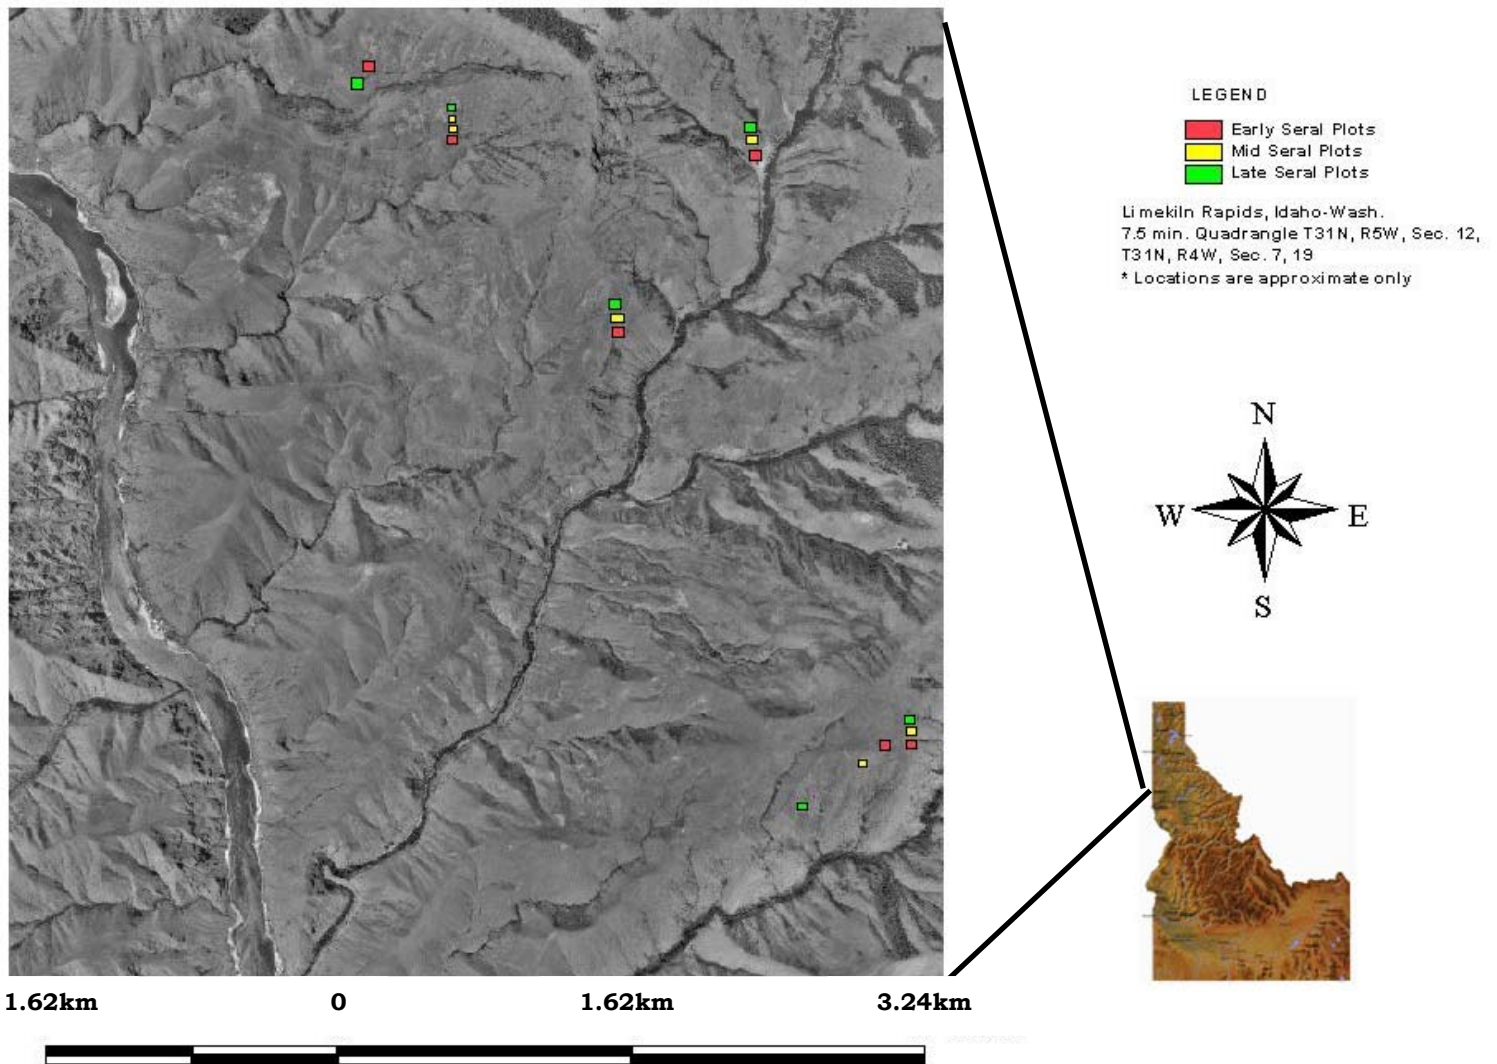 LEGEND
Early Seral Plots
Mid Seral Plots
Late Seral Plots
Limekiln Rapids, Idaho-Wash.
7.5 min. Quadrangle T31N, R5W, Sec. 12,
T31N, R4W, Sec. 7, 19
* Locations are approximate only
N
W E
S
1.62km 0 1.62km 3.24km